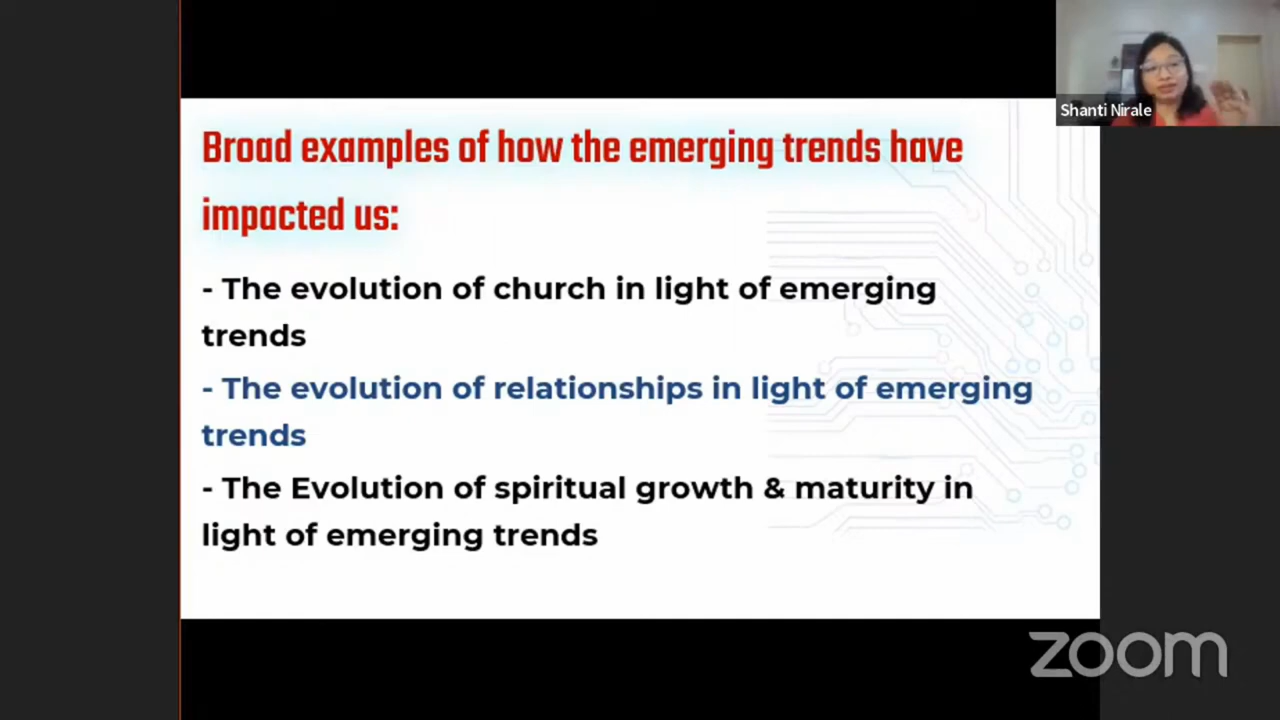 Shanti Nirale
Broad examples of how the emerging trends have
impacted us:
- The evolution of church in light of emerging
trends
- The evolution of relationships in light of emerging
trends
- The Evolution of spiritual growth & maturity in
light of emerging trends
zoom